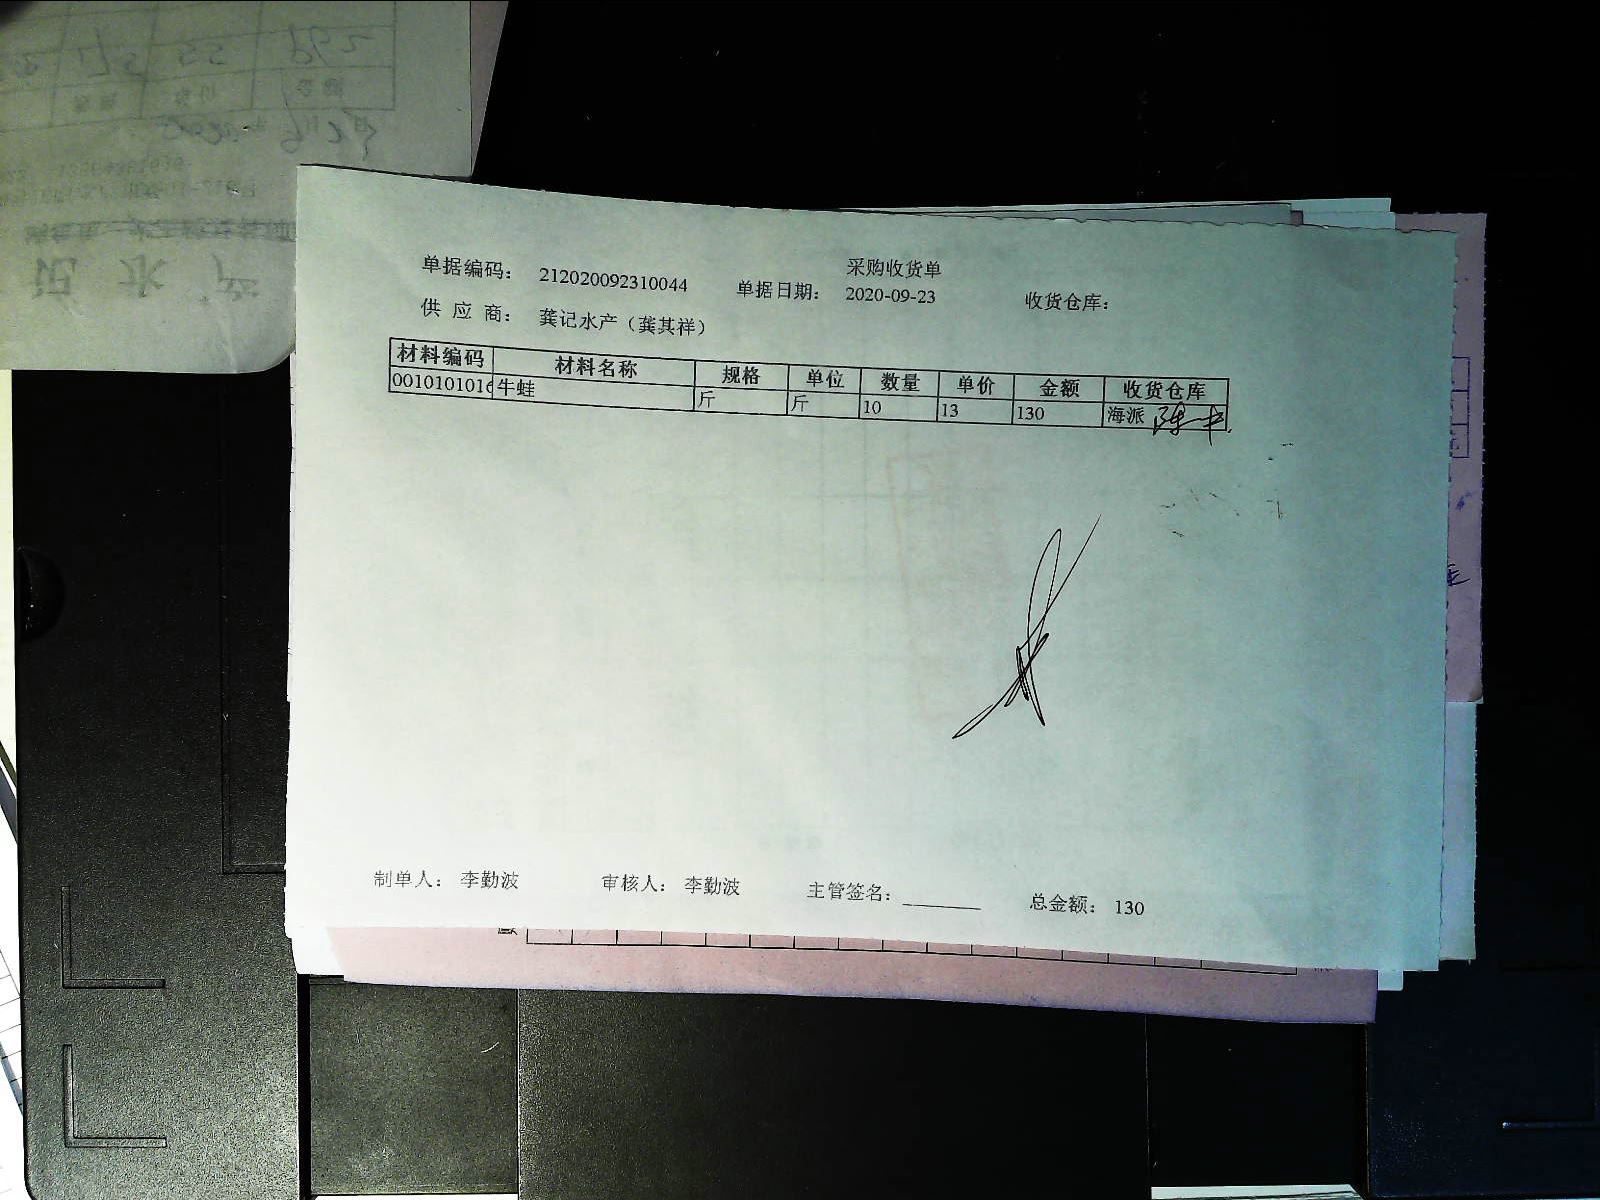 采购收货单
单据编码： 212020092310044 单据日期： 2020-09-23 收货仓库：
供 应 商： 龚记水产（龚其祥）
材料编码 材料名称 规格 单位 数量 单价 金额 收货仓库
0010101016 牛蛙 斤 斤 10 13 130 海派
制单人： 李勤波 审核人： 李勤波 主管签名：________ 总金额： 130